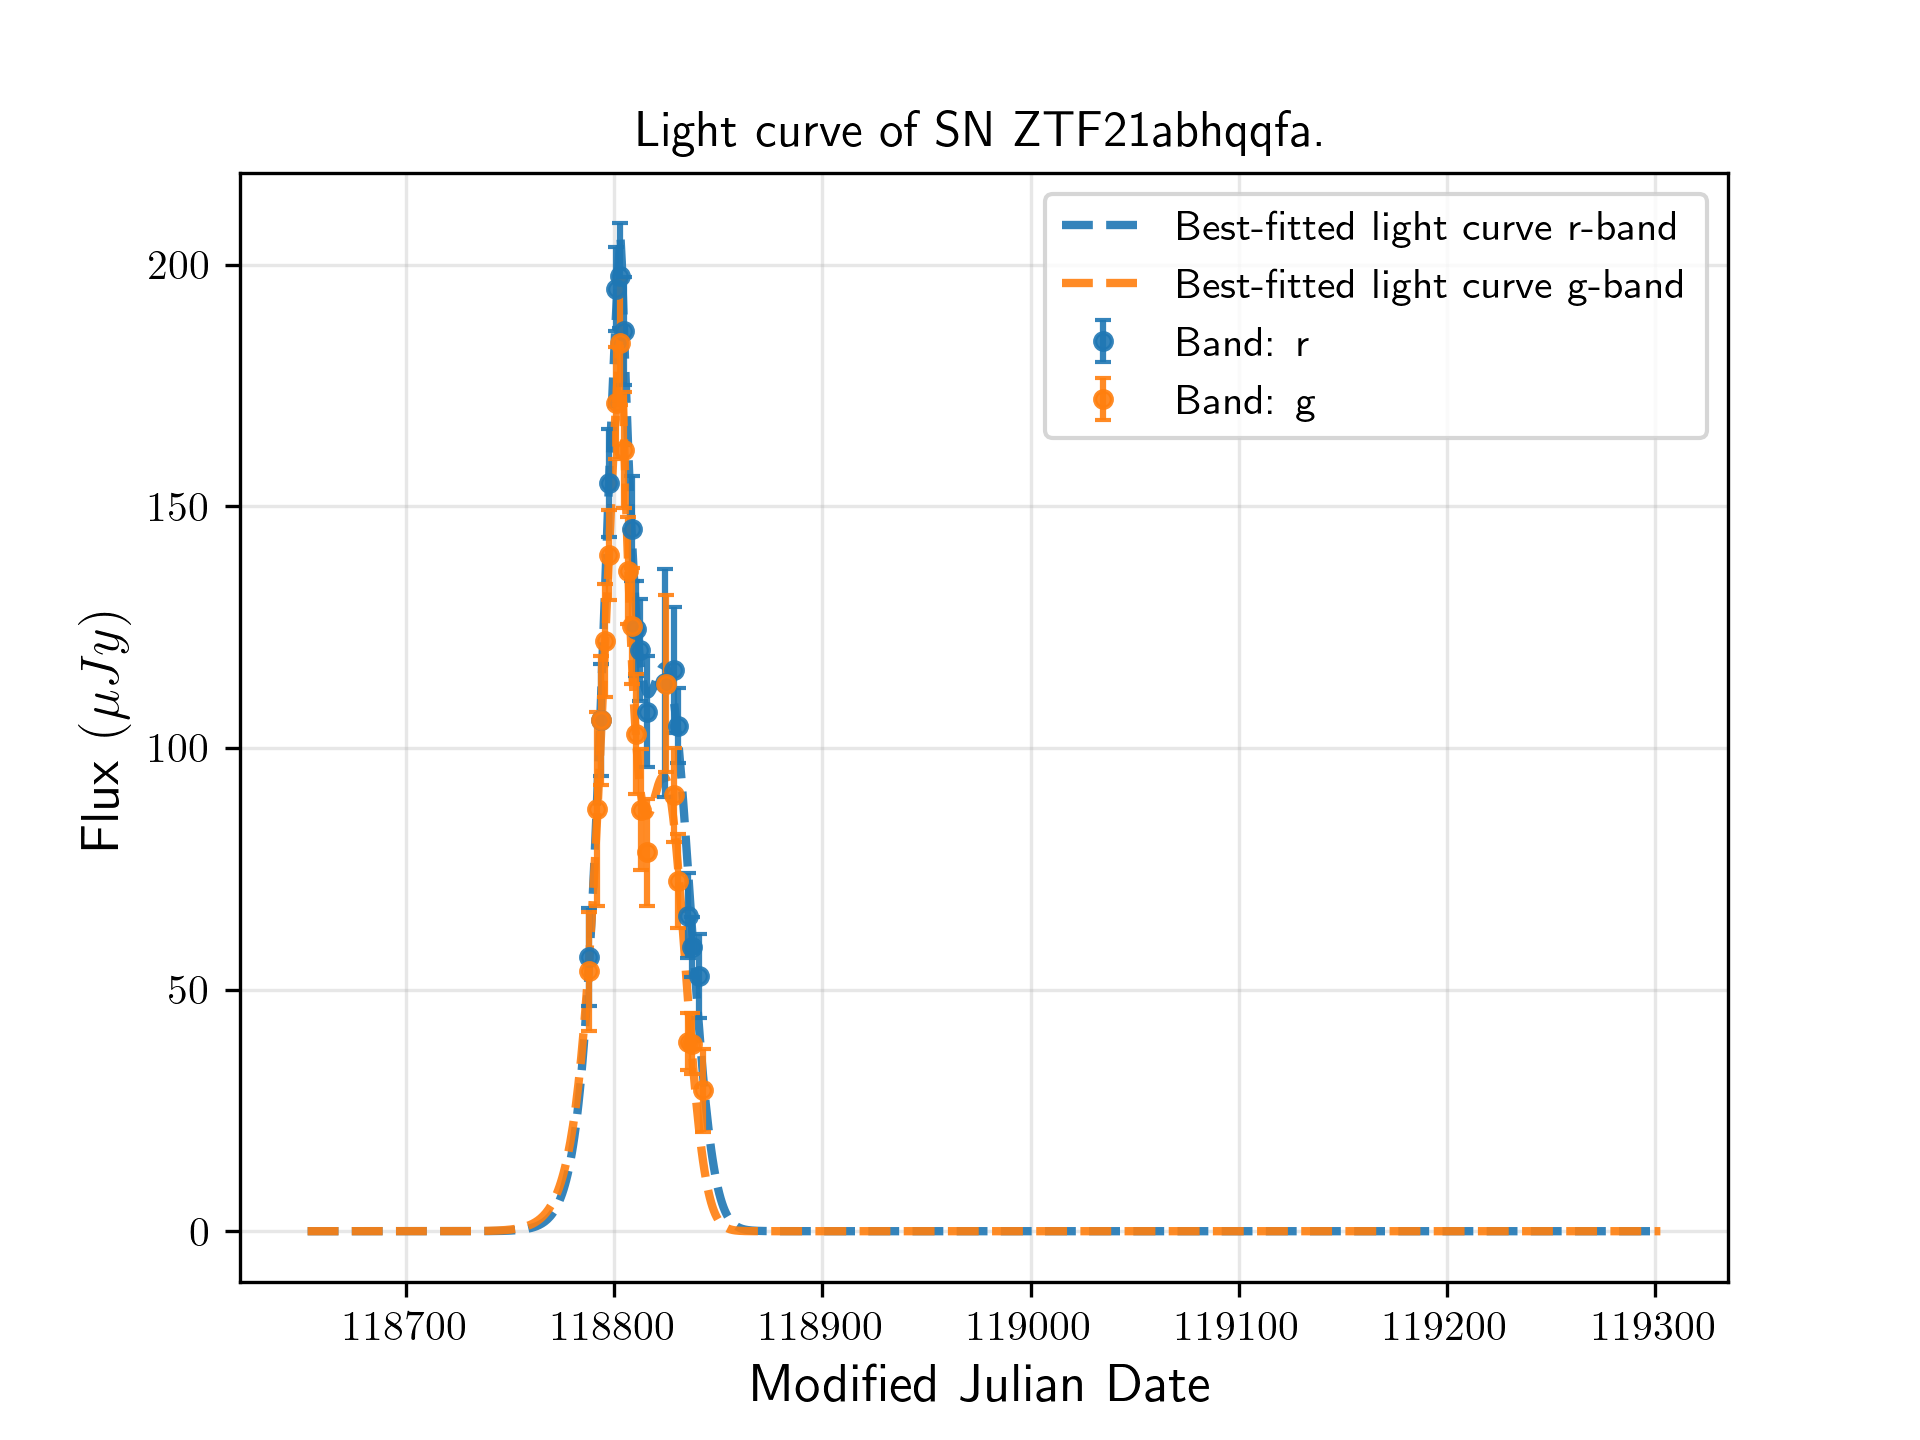 Light curve of SN ZTF21abhqqfa.
Best-fitted light curve r-band
Best-fitted light curve g-band
Band: r
Band: g
Flux (μJy)
200
150
100
50
0
118700 118800 118900 119000 119100 119200 119300
Modified Julian Date